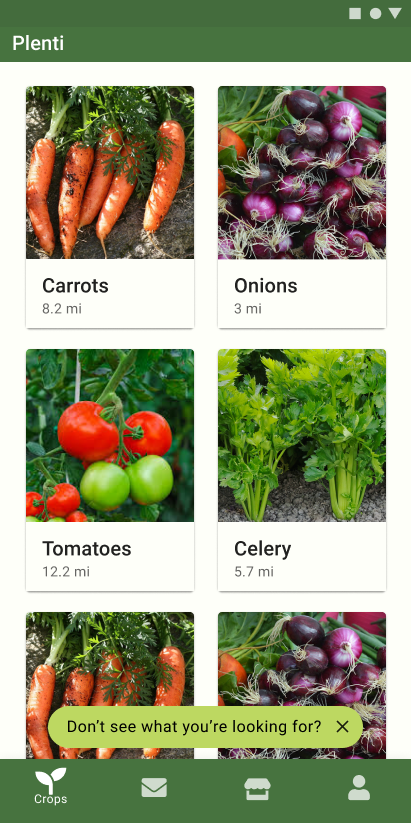 Plenti
Carrots
8.2 mi
Onions
3 mi
Tomatoes
12.2 mi
Celery
5.7 mi
Don’t see what you’re looking for?
Crops